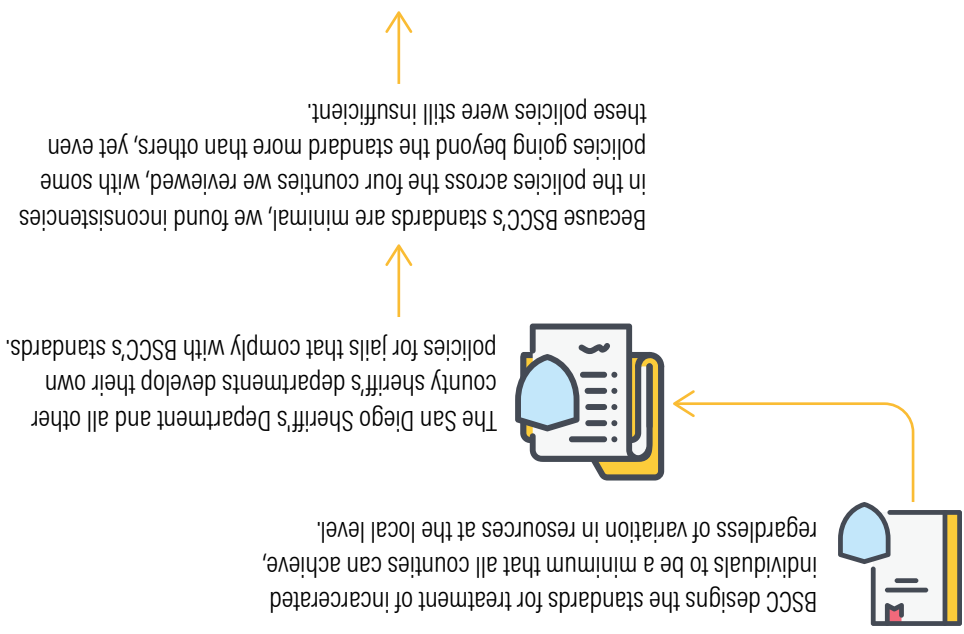 BSCC designs the standards for treatment of incarcerated
individuals to be a minimum that all counties can achieve,
regardless of variation in resources at the local level.
The San Diego Sheriff's Department and all other
county sheriff's departments develop their own
policies for jails that comply with BSCC's standards.
Because BSCC's standards are minimal, we found inconsistencies
in the policies across the four counties we reviewed, with some
policies going beyond the standard more than others, yet even
these policies were still insufficient.